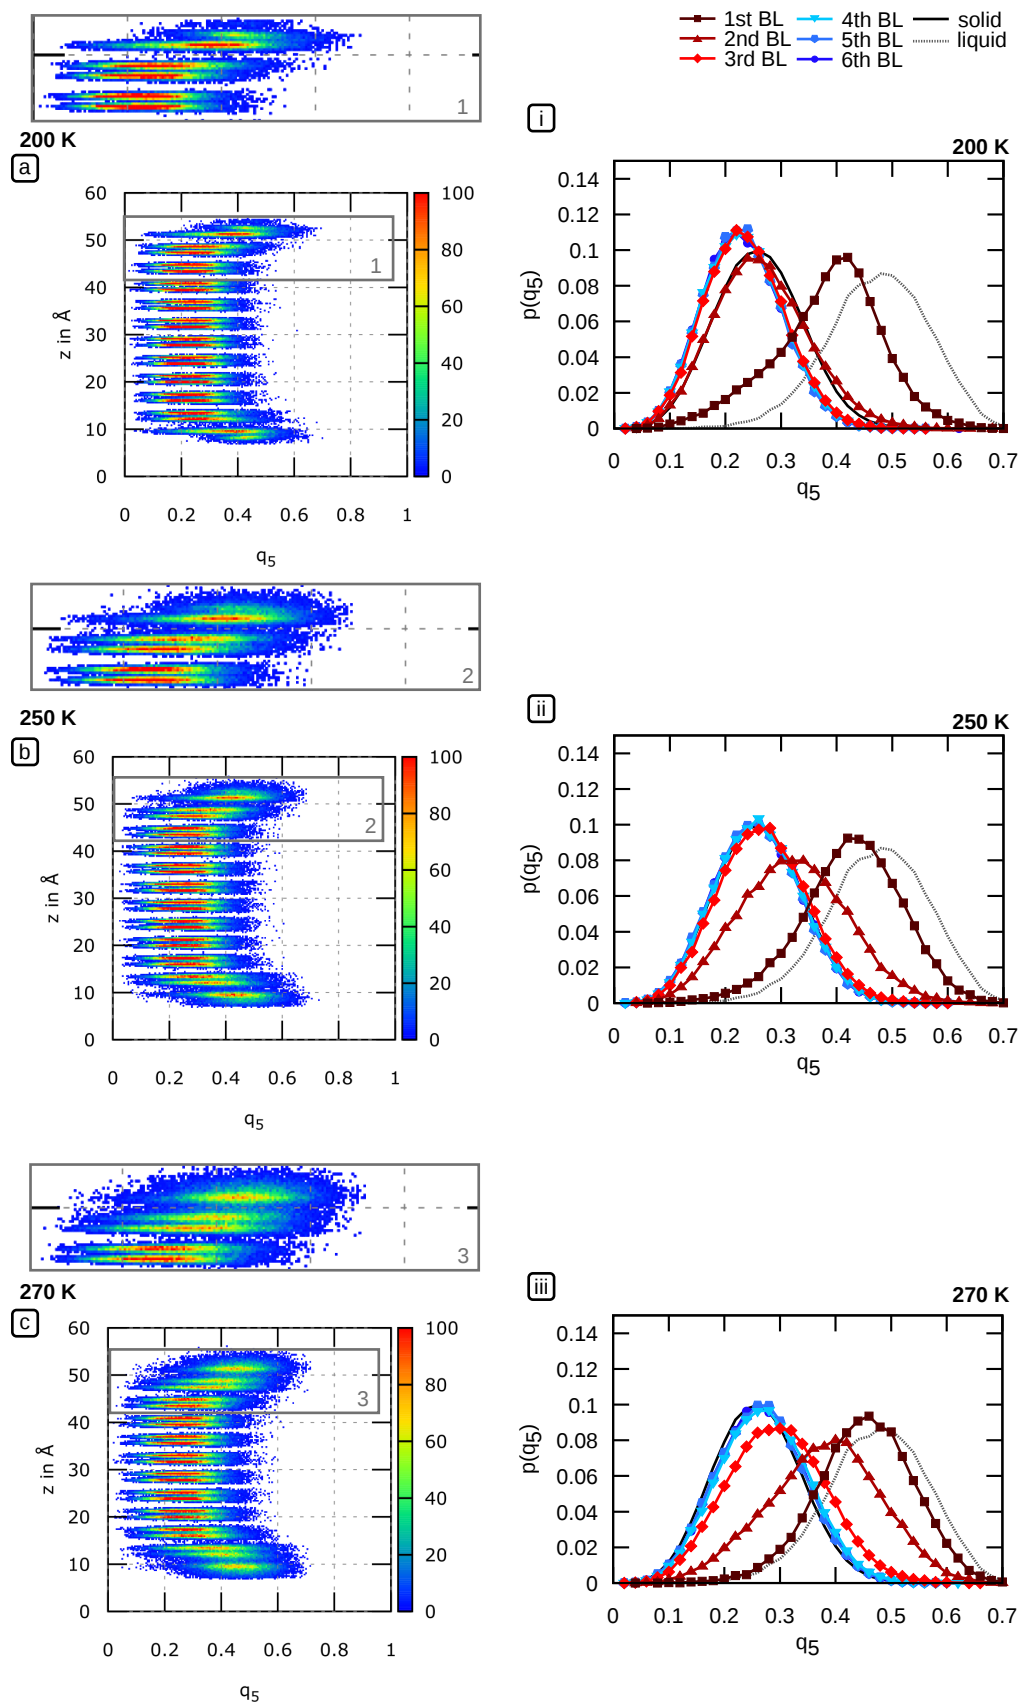 1st BL 4th BL solid
2nd BL 5th BL liquid
3rd BL 6th BL
1
200 K
a
60
50
40
30
20
10
0
z in Å
1
100
80
60
40
20
0
0 0.2 0.4 0.6 0.8 1
q5
i
200 K
0.14
0.12
0.1
0.08
0.06
0.04
0.02
0
p(q5)
0 0.1 0.2 0.3 0.4 0.5 0.6 0.7
q5
2
250 K
b
60
50
40
30
20
10
0
z in Å
2
100
80
60
40
20
0
0 0.2 0.4 0.6 0.8 1
q5
ii
250 K
0.14
0.12
0.1
0.08
0.06
0.04
0.02
0
p(q5)
0 0.1 0.2 0.3 0.4 0.5 0.6 0.7
q5
3
270 K
c
60
50
40
30
20
10
0
z in Å
3
100
80
60
40
20
0
0 0.2 0.4 0.6 0.8 1
q5
iii
270 K
0.14
0.12
0.1
0.08
0.06
0.04
0.02
0
p(q5)
0 0.1 0.2 0.3 0.4 0.5 0.6 0.7
q5